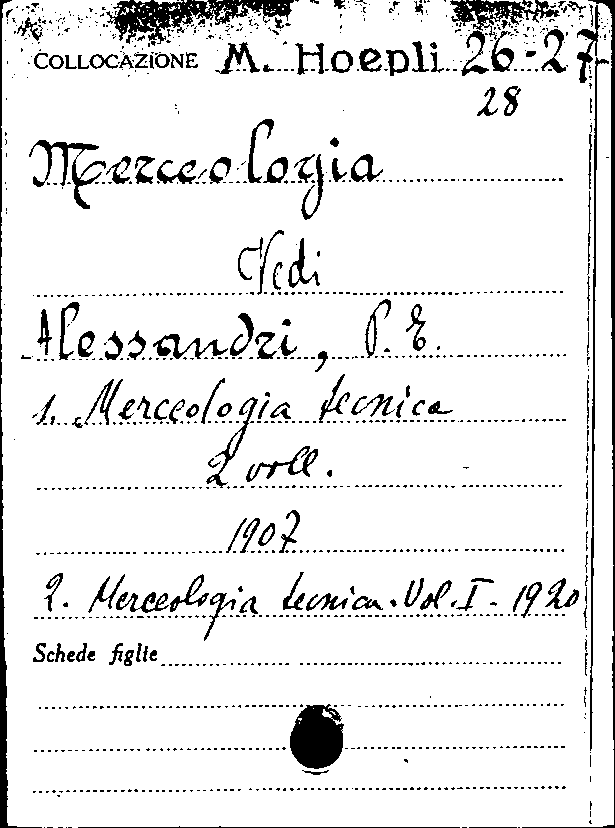 COLLOCAZIONE M. Hoepli 26-27-
28
Merceologia
Vedi
Alessandri, P. E.
1. Merceologia tecnica
2 voll.
1907
2. Merceologia tecnica. Vol. I - 1920
Schede figlie